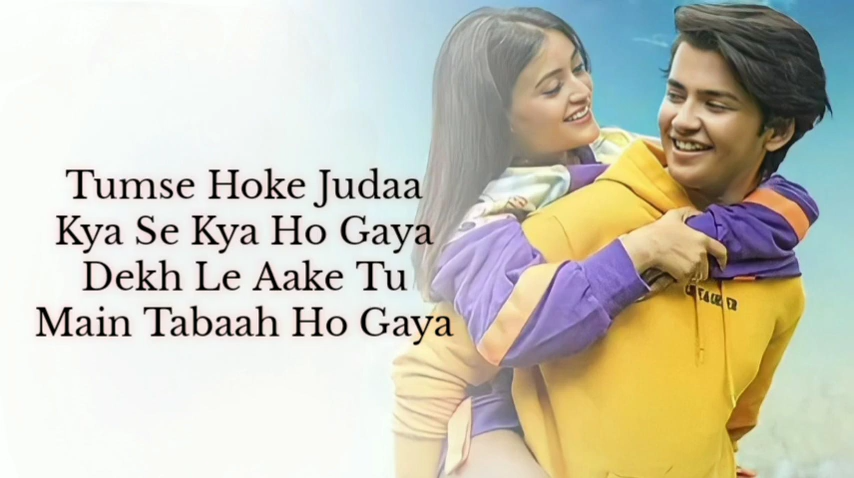 Tumse Hoke Judaa
Kya Se Kya Ho Gaya
Dekh Le Aake Tu
Main Tabaah Ho Gaya